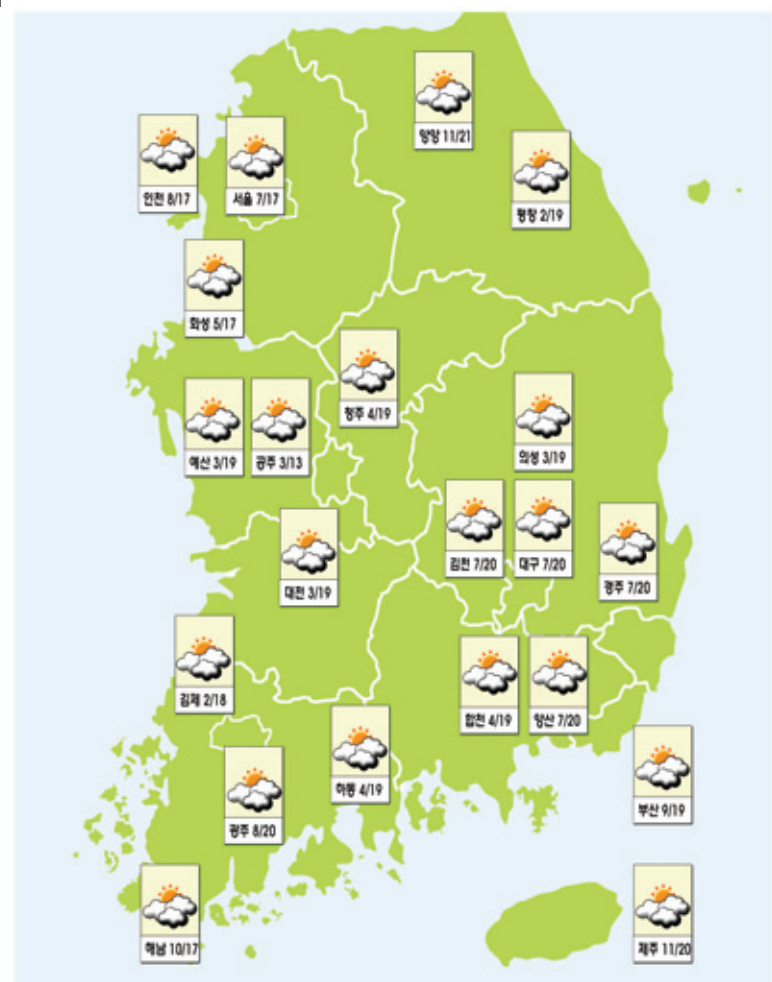 양양 11/21
인천 8/17
서울 7/17
평창 2/19
화성 5/17
청주 4/19
예산 3/19
공주 3/13
의성 3/19
김천 7/20
대구 7/20
대전 3/19
경주 7/20
김제 2/18
합천 4/19
양산 7/20
하동 4/19
광주 8/20
부산 9/19
해남 10/17
제주 11/20